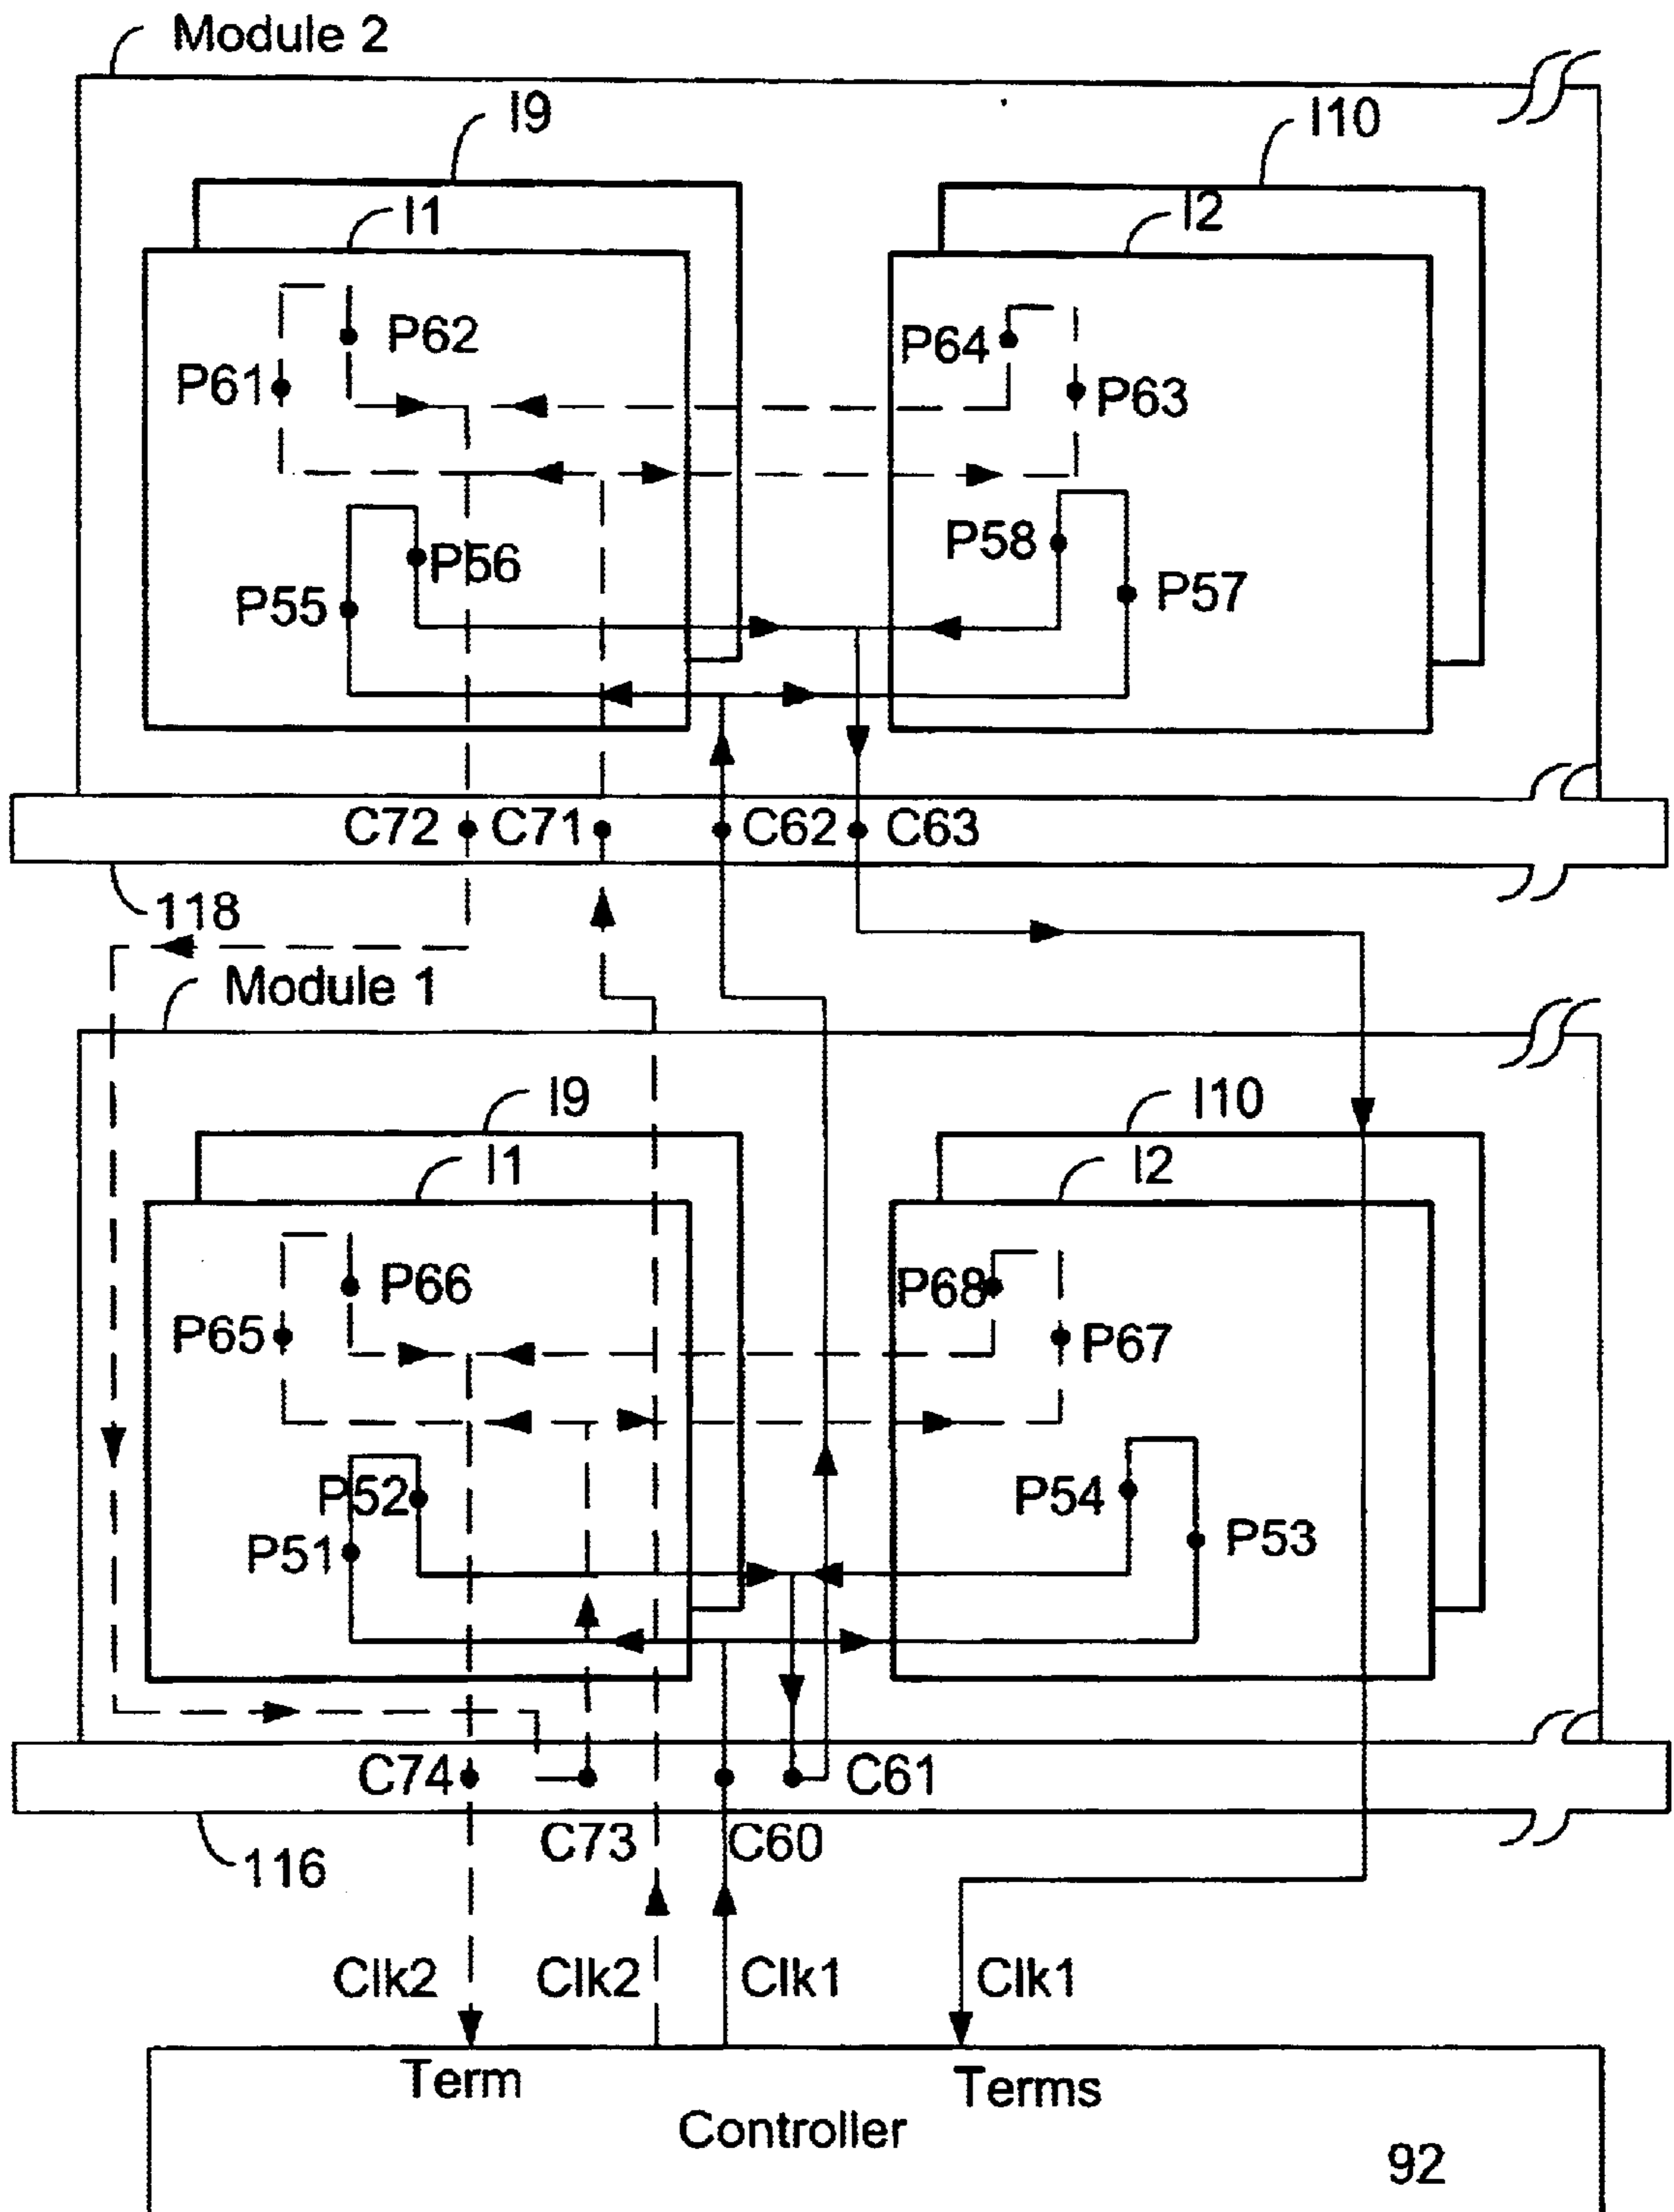 Module 2
I9
I10
I1
I2
P62
P64
P61
P63
P56
P58
P55
P57
C72
C71
C62
C63
118
Module 1
I9
I10
I1
I2
P66
P68
P65
P67
P52
P54
P51
P53
C74
C61
C73
C60
116
Clk2
Clk2
Clk1
Clk1
Term
Terms
Controller
92